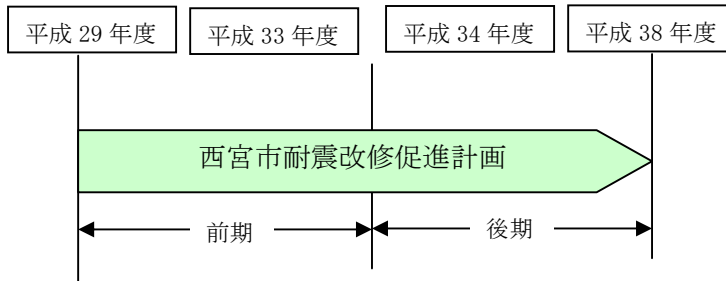 平成 29 年度
平成 33 年度
平成 34 年度
平成 38 年度
西宮市耐震改修促進計画
前期
後期